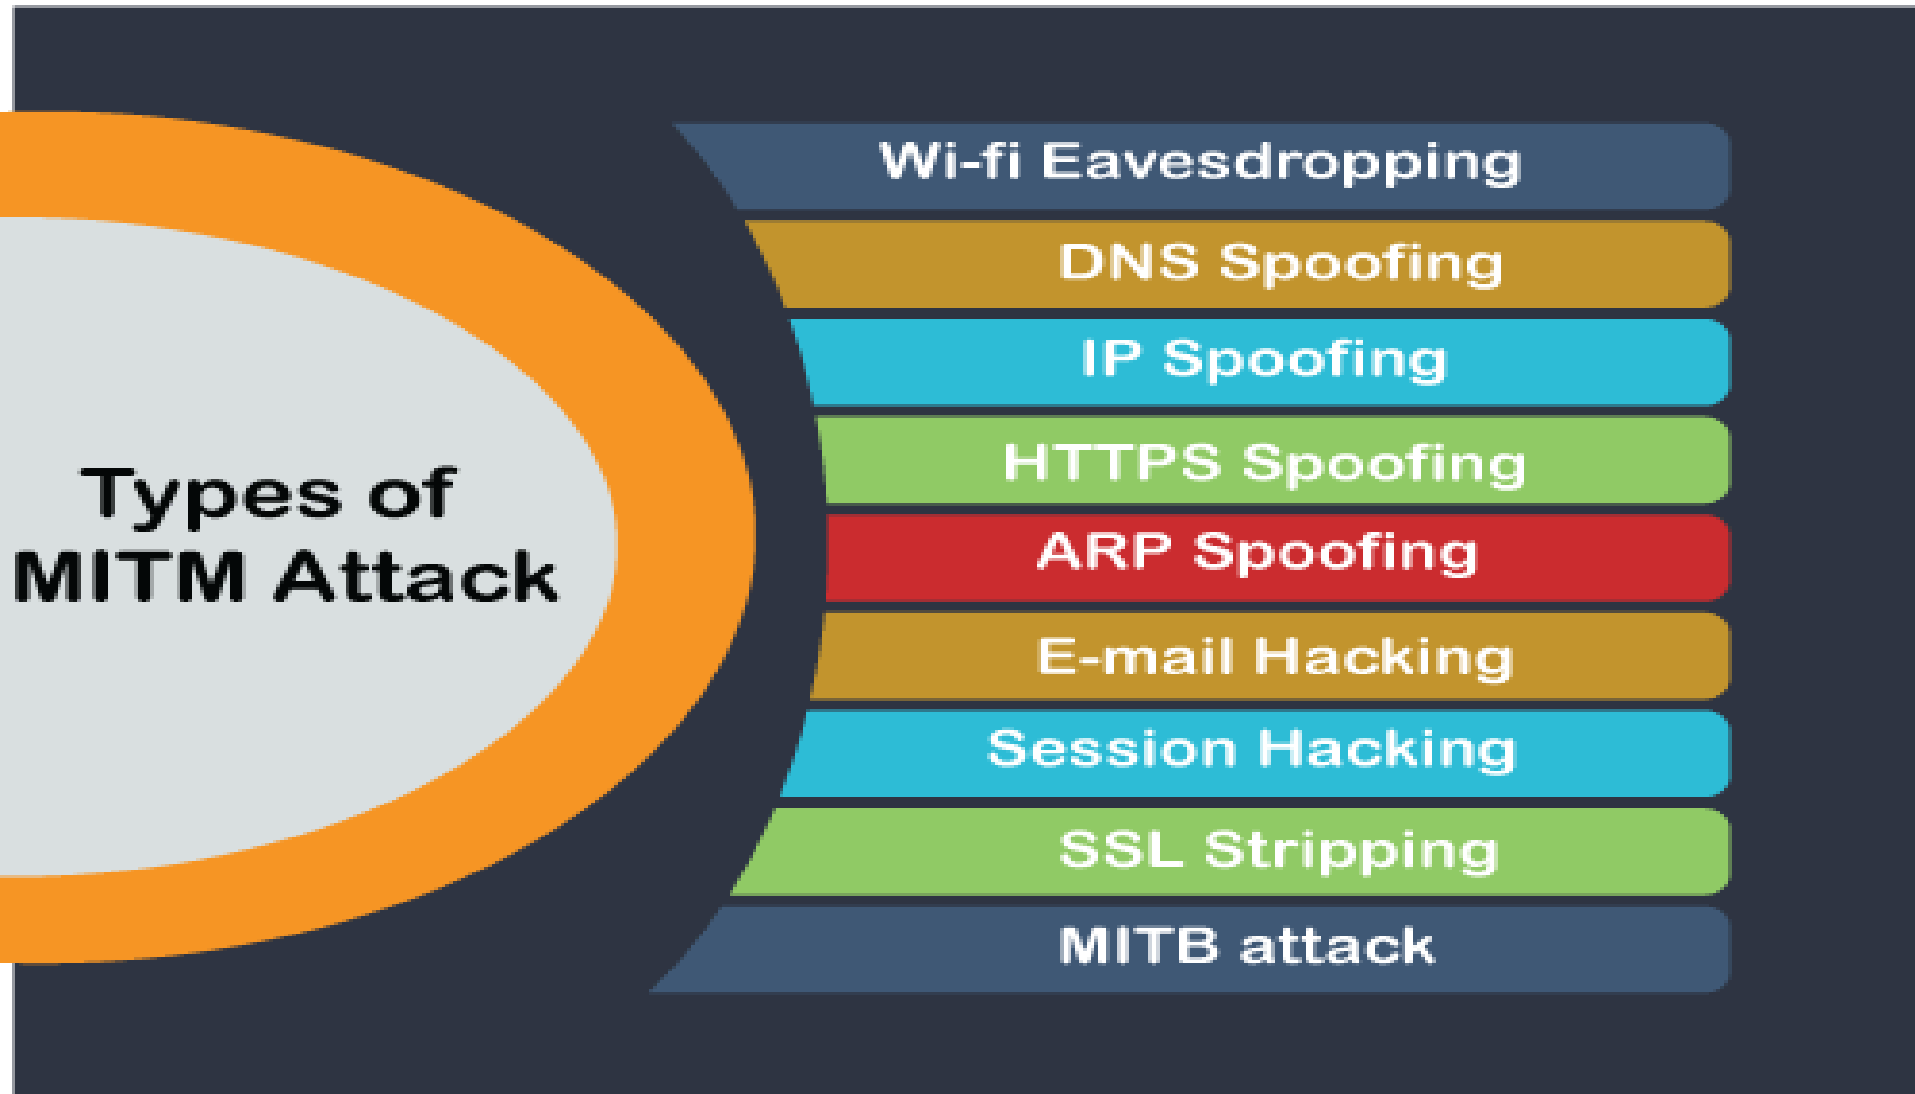 Types of
MITM Attack
Wi-fi Eavesdropping
DNS Spoofing
IP Spoofing
HTTPS Spoofing
ARP Spoofing
E-mail Hacking
Session Hacking
SSL Stripping
MITB attack